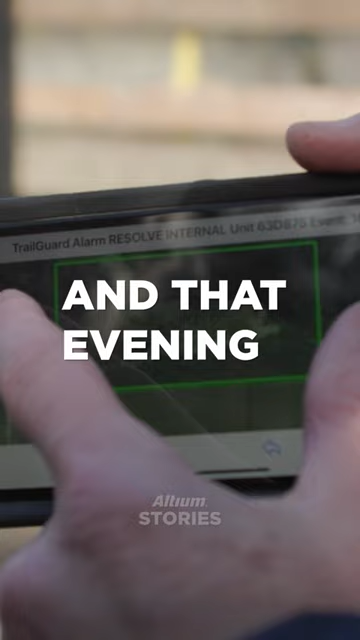 TrailGuard Alarm RESOLVE INTERNAL Unit 63D875 Event
AND THAT
EVENING
Altium
STORIES